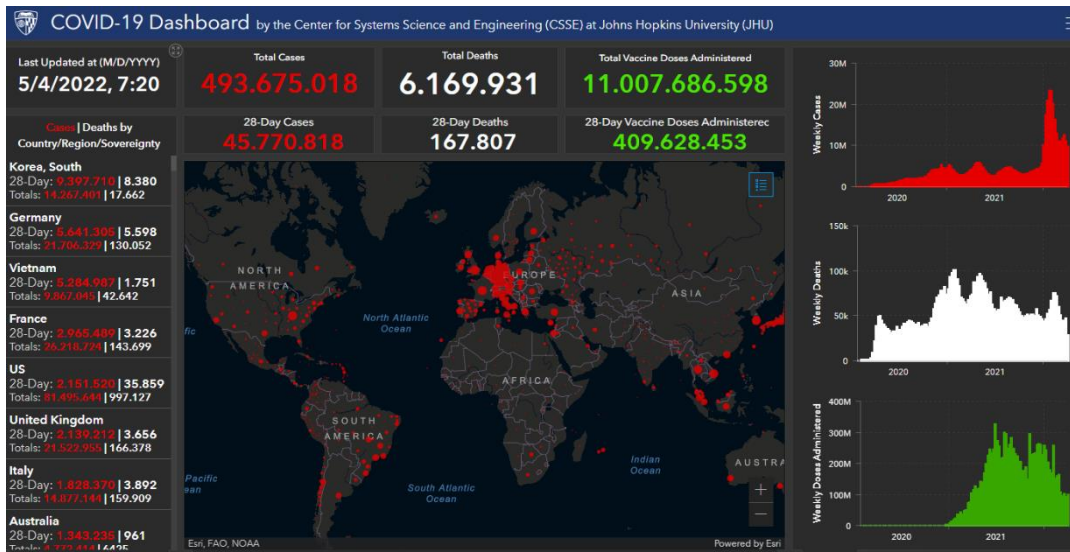 COVID-19 Dashboard by the Center for Systems Science and Engineering (CSSE) at Johns Hopkins University (JHU)
Last Updated at (M/D/YYYY)
5/4/2022, 7:20
Cases | Deaths by
Country/Region/Sovereignty
Korea, South
28-Day: 9.397.710 | 8.380
Totals: 14.267.401 | 17.662
Germany
28-Day: 5.641.305 | 5.598
Totals: 21.706.329 | 130.052
Vietnam
28-Day: 5.284.987 | 1.751
Totals: 9.867.045 | 42.642
France
28-Day: 2.965.489 | 3.226
Totals: 26.218.724 | 143.699
US
28-Day: 2.151.520 | 35.859
Totals: 81.495.644 | 997.127
United Kingdom
28-Day: 2.139.212 | 3.656
Totals: 21.522.955 | 166.378
Italy
28-Day: 1.828.370 | 3.892
Totals: 14.877.144 | 159.909
Australia
28-Day: 1.343.235 | 961
Total Cases
493.675.018
Total Deaths
6.169.931
Total Vaccine Doses Administered
11.007.686.598
28-Day Cases
45.770.818
28-Day Deaths
167.807
28-Day Vaccine Doses Administerec
409.628.453
NORTH
AMERICA
EUROPE
ASIA
North Atlantic
Ocean
fic
AFRICA
SOUTH
AMERICA
Pacific
ean
South Atlantic
Ocean
Indian
Ocean
AUSTRA
+
−
Esri, FAO, NOAA
Powered by Esri
Weekly Cases
30M
20M
10M
0
2020
2021
Weekly Deaths
150k
100k
50k
0
2020
2021
Weekly Doses Administered
400M
300M
200M
100M
0
2020
2021